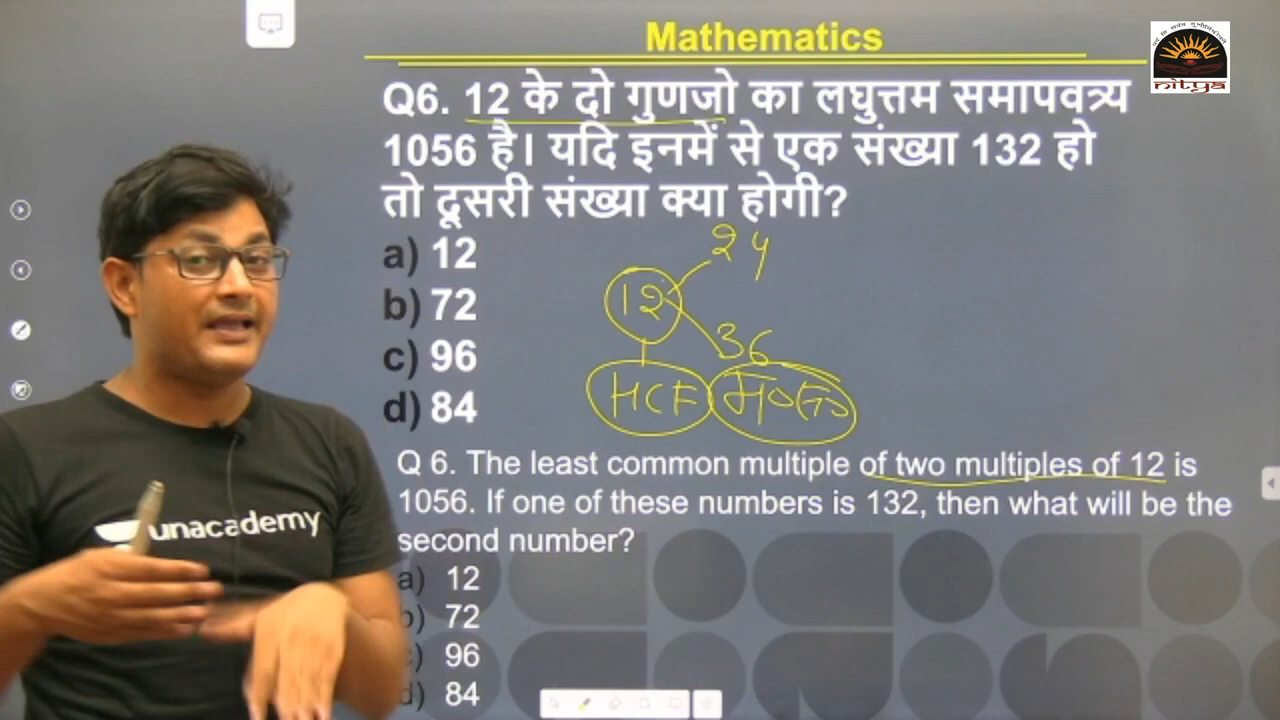 Mathematics
nitya
Q6. 12 के दो गुणजो का लघुत्तम समापवत्र्य
1056 है। यदि इनमें से एक संख्या 132 हो
तो दूसरी संख्या क्या होगी?
a) 12
b) 72
c) 96
d) 84
24
12
36
HCF म०स०
Q 6. The least common multiple of two multiples of 12 is
1056. If one of these numbers is 132, then what will be the
second number?
a) 12
b) 72
c) 96
d) 84
unacademy